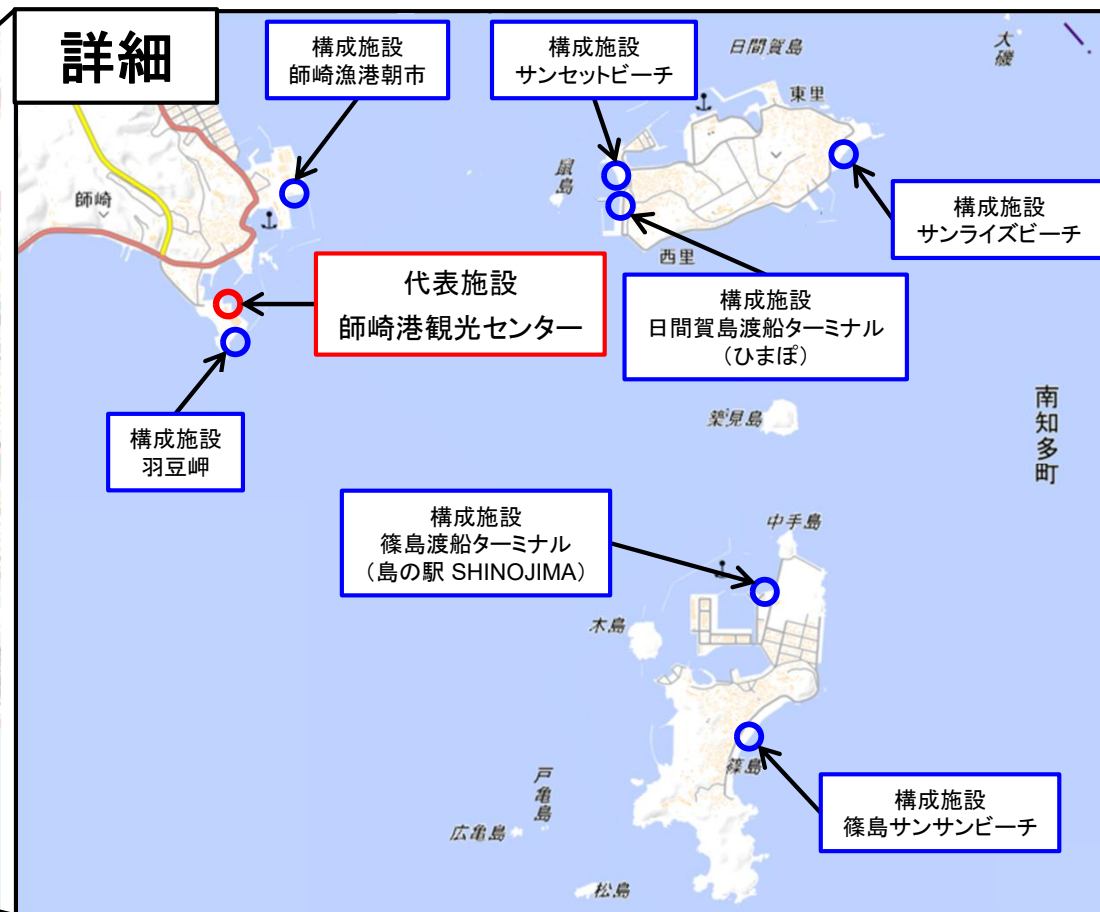 詳細
構成施設
師崎漁港朝市
構成施設
サンセットビーチ
日間賀島
大磯
東里
鼠島
師崎
構成施設
サンライズビーチ
西里
代表施設
師崎港観光センター
構成施設
日間賀島渡船ターミナル
（ひまぽ）
築見島
南知多町
構成施設
羽豆岬
構成施設
篠島渡船ターミナル
（島の駅 SHINOJIMA）
中手島
木島
篠島
戸亀島
広亀島
構成施設
篠島サンサンビーチ
松島